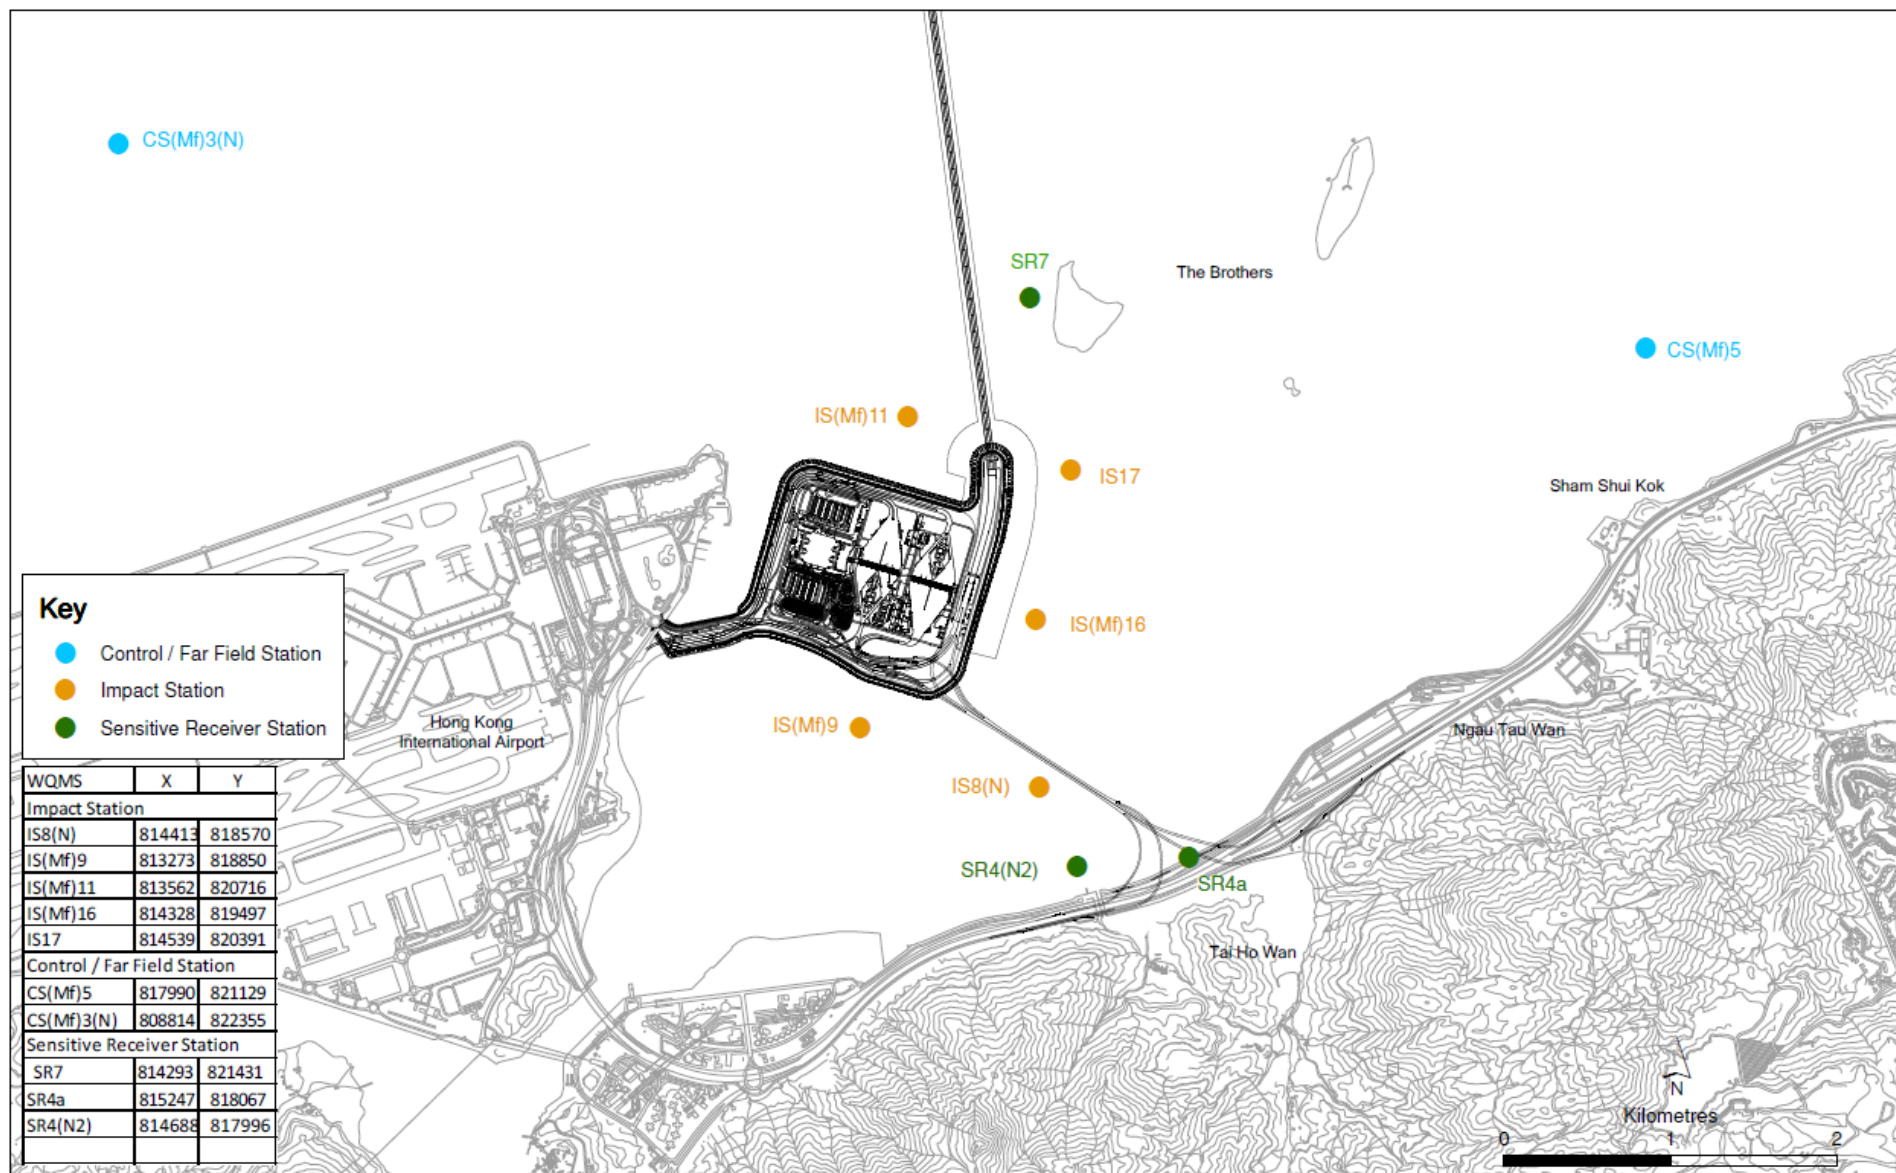 CS(Mf)3(N)
SR7
The Brothers
CS(Mf)5
IS(Mf)11
IS17
Sham Shui Kok
IS(Mf)16
Key
Control / Far Field Station
Impact Station
Sensitive Receiver Station
Hong Kong
International Airport
IS(Mf)9
Ngau Tau Wan
IS8(N)
SR4(N2)
SR4a
Tai Ho Wan
WQMS X Y
Impact Station
IS8(N) 814413 818570
IS(Mf)9 813273 818850
IS(Mf)11 813562 820716
IS(Mf)16 814328 819497
IS17 814539 820391
Control / Far Field Station
CS(Mf)5 817990 821129
CS(Mf)3(N) 808814 822355
Sensitive Receiver Station
SR7 814293 821431
SR4a 815247 818067
SR4(N2) 814688 817996
N
Kilometres
0 1 2